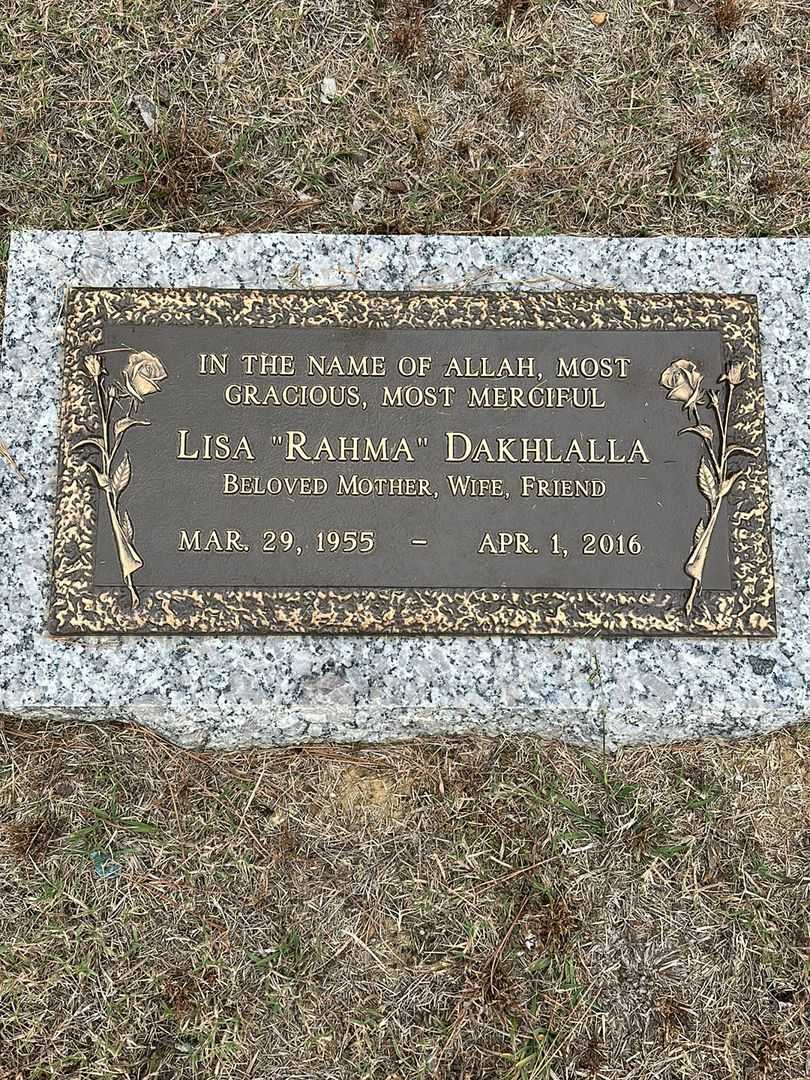 IN THE NAME OF ALLAH, MOST
GRACIOUS, MOST MERCIFUL
LISA "RAHMA" DAKHLALLA
BELOVED MOTHER, WIFE, FRIEND
MAR. 29, 1955 – APR. 1, 2016